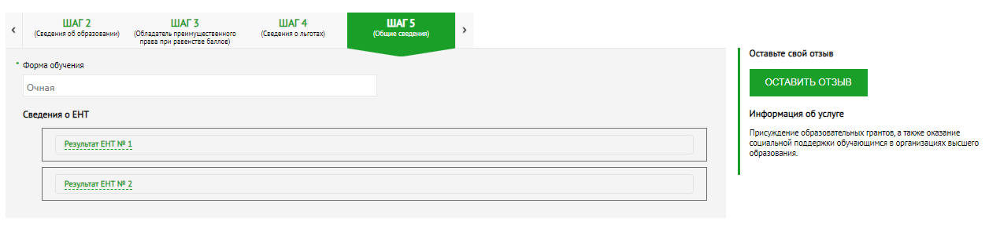 ШАГ 2
(Сведения об образовании)
ШАГ 3
(Обладатель преимущественного
права при равенстве баллов)
ШАГ 4
(Сведения о льготах)
ШАГ 5
(Общие сведения)
* Форма обучения
Очная
Сведения о ЕНТ
Результат ЕНТ № 1
Результат ЕНТ № 2
Оставьте свой отзыв
ОСТАВИТЬ ОТЗЫВ
Информация об услуге
Присуждение образовательных грантов, а также оказание
социальной поддержки обучающимся в организациях высшего
образования.